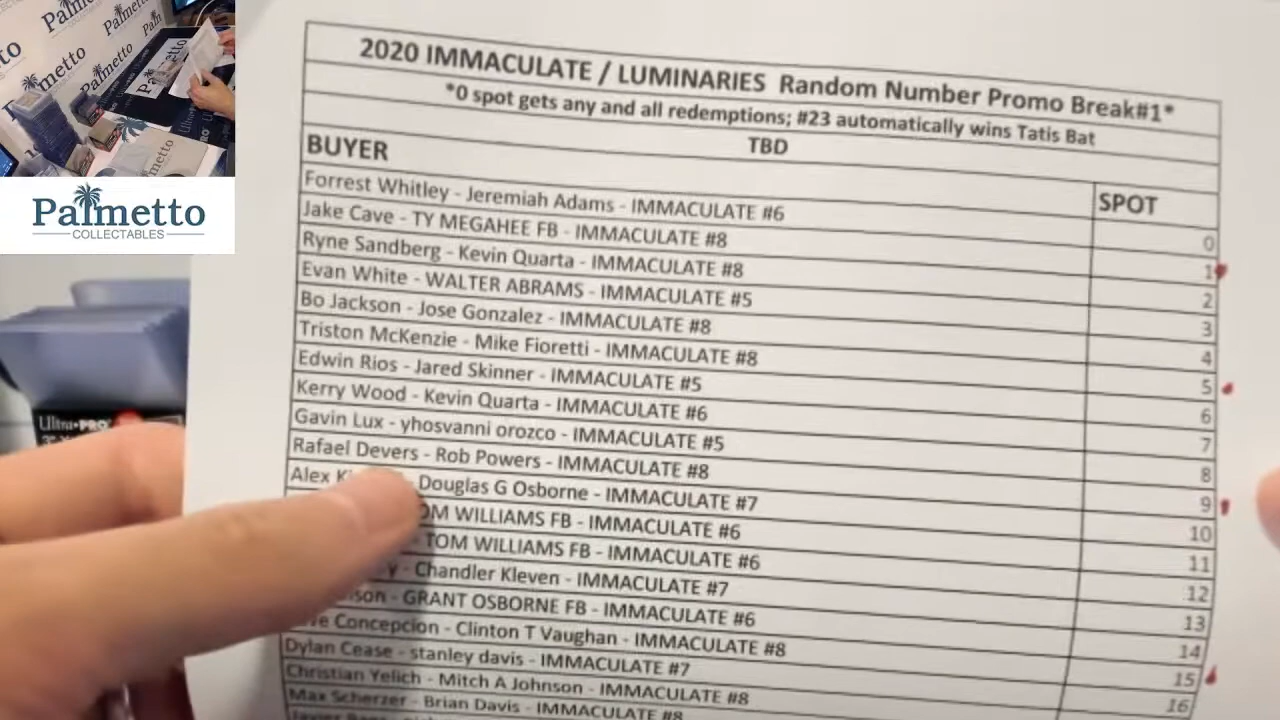 Palmetto
COLLECTABLES
2020 IMMACULATE / LUMINARIES Random Number Promo Break#1*
*0 spot gets any and all redemptions; #23 automatically wins Tatis Bat
TBD
BUYER SPOT
Forrest Whitley - Jeremiah Adams - IMMACULATE #6 0
Jake Cave - TY MEGAHEE FB - IMMACULATE #8 1
Ryne Sandberg - Kevin Quarta - IMMACULATE #8 2
Evan White - WALTER ABRAMS - IMMACULATE #5 3
Bo Jackson - Jose Gonzalez - IMMACULATE #8 4
Triston McKenzie - Mike Fioretti - IMMACULATE #8 5
Edwin Rios - Jared Skinner - IMMACULATE #5 6
Kerry Wood - Kevin Quarta - IMMACULATE #6 7
Gavin Lux - yhosvanni orozco - IMMACULATE #5 8
Rafael Devers - Rob Powers - IMMACULATE #8 9
Alex Douglas G Osborne - IMMACULATE #7 10
WILLIAMS FB - IMMACULATE #6 11
- TOM WILLIAMS FB - IMMACULATE #6 12
- Chandler Kleven - IMMACULATE #7 13
- GRANT OSBORNE FB - IMMACULATE #6 14
Concepcion - Clinton T Vaughan - IMMACULATE #8 15
Dylan Cease - stanley davis - IMMACULATE #7 16
Christian Yelich - Mitch A Johnson - IMMACULATE #8
Max Scherzer - Brian Davis - IMMACULATE #8
Ultra•PRO